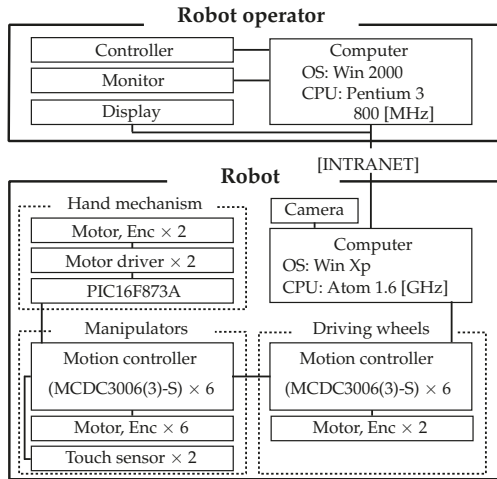 Robot operator
Controller
Monitor
Display
Computer
OS: Win 2000
CPU: Pentium 3
800 [MHz]
[INTRANET]
Robot
Hand mechanism
Motor, Enc × 2
Motor driver × 2
PIC16F873A
Camera
Computer
OS: Win Xp
CPU: Atom 1.6 [GHz]
Manipulators
Motion controller
(MCDC3006(3)-S) × 6
Motor, Enc × 6
Touch sensor × 2
Driving wheels
Motion controller
(MCDC3006(3)-S) × 6
Motor, Enc × 2